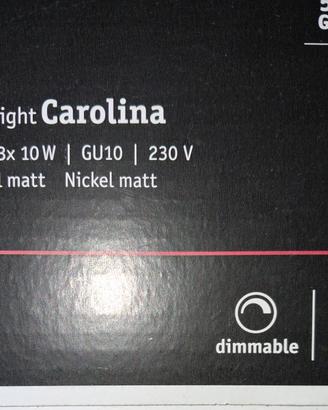 ight Carolina
3x 10 W | GU10 | 230 V
l matt Nickel matt
dimmable